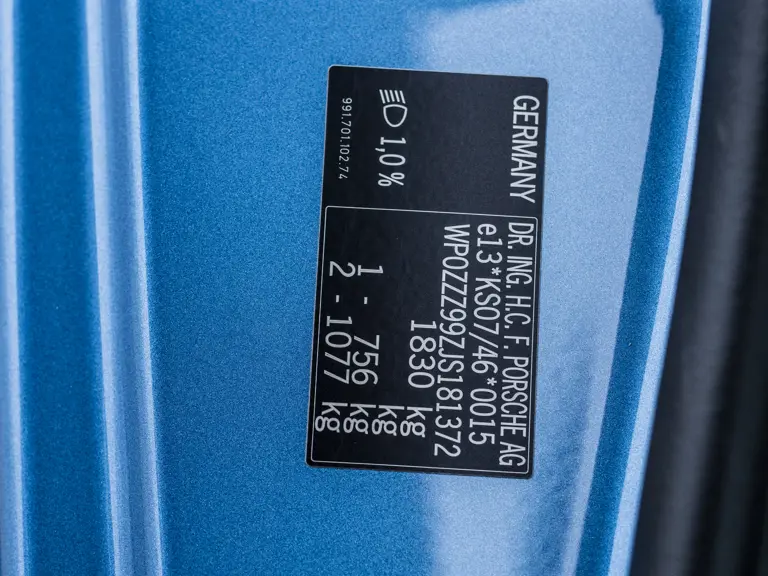 GERMANY
1,0 %
991.701.102.74
DR. ING. H.C. F. PORSCHE AG
e13*KS07/46*0015
WP0ZZZ99ZJS181372
1830 kg
kg
1 - 756 kg
2 - 1077 kg